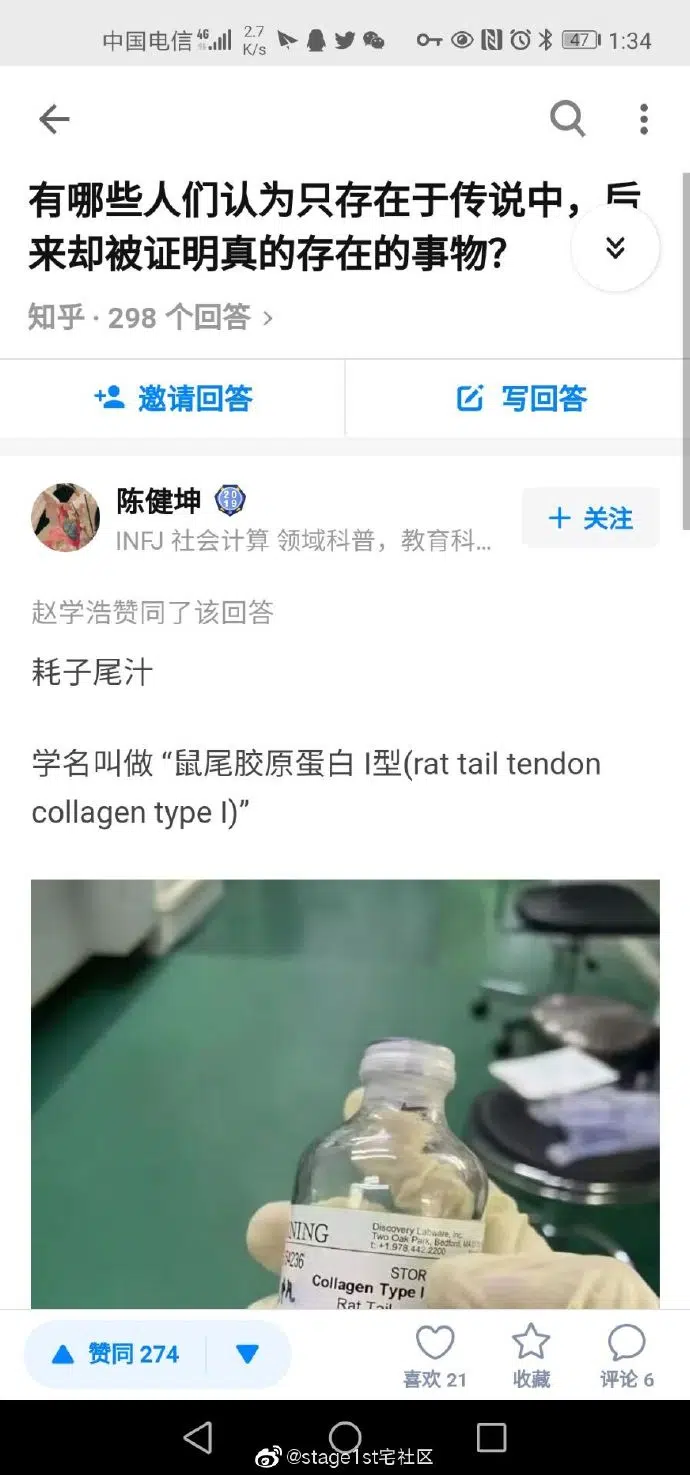 中国电信 4G 2.7 K/s 47 1:34
有哪些人们认为只存在于传说中，后
来却被证明真的存在的事物？
知乎 · 298 个回答 >
邀请回答 写回答
陈健坤 2019
INFJ 社会计算 领域科普，教育科...
+ 关注
赵学浩赞同了该回答
耗子尾汁
学名叫做 “鼠尾胶原蛋白 I型(rat tail tendon
collagen type I)”
NING
Discovery Labware, Inc.
Two Oak Park, Bedford, MA
t: +1.978.442.2200
4236
STOR
Collagen Type I
Rat Tail
赞同 274
喜欢 21 收藏 评论 6
@stage1st宅社区